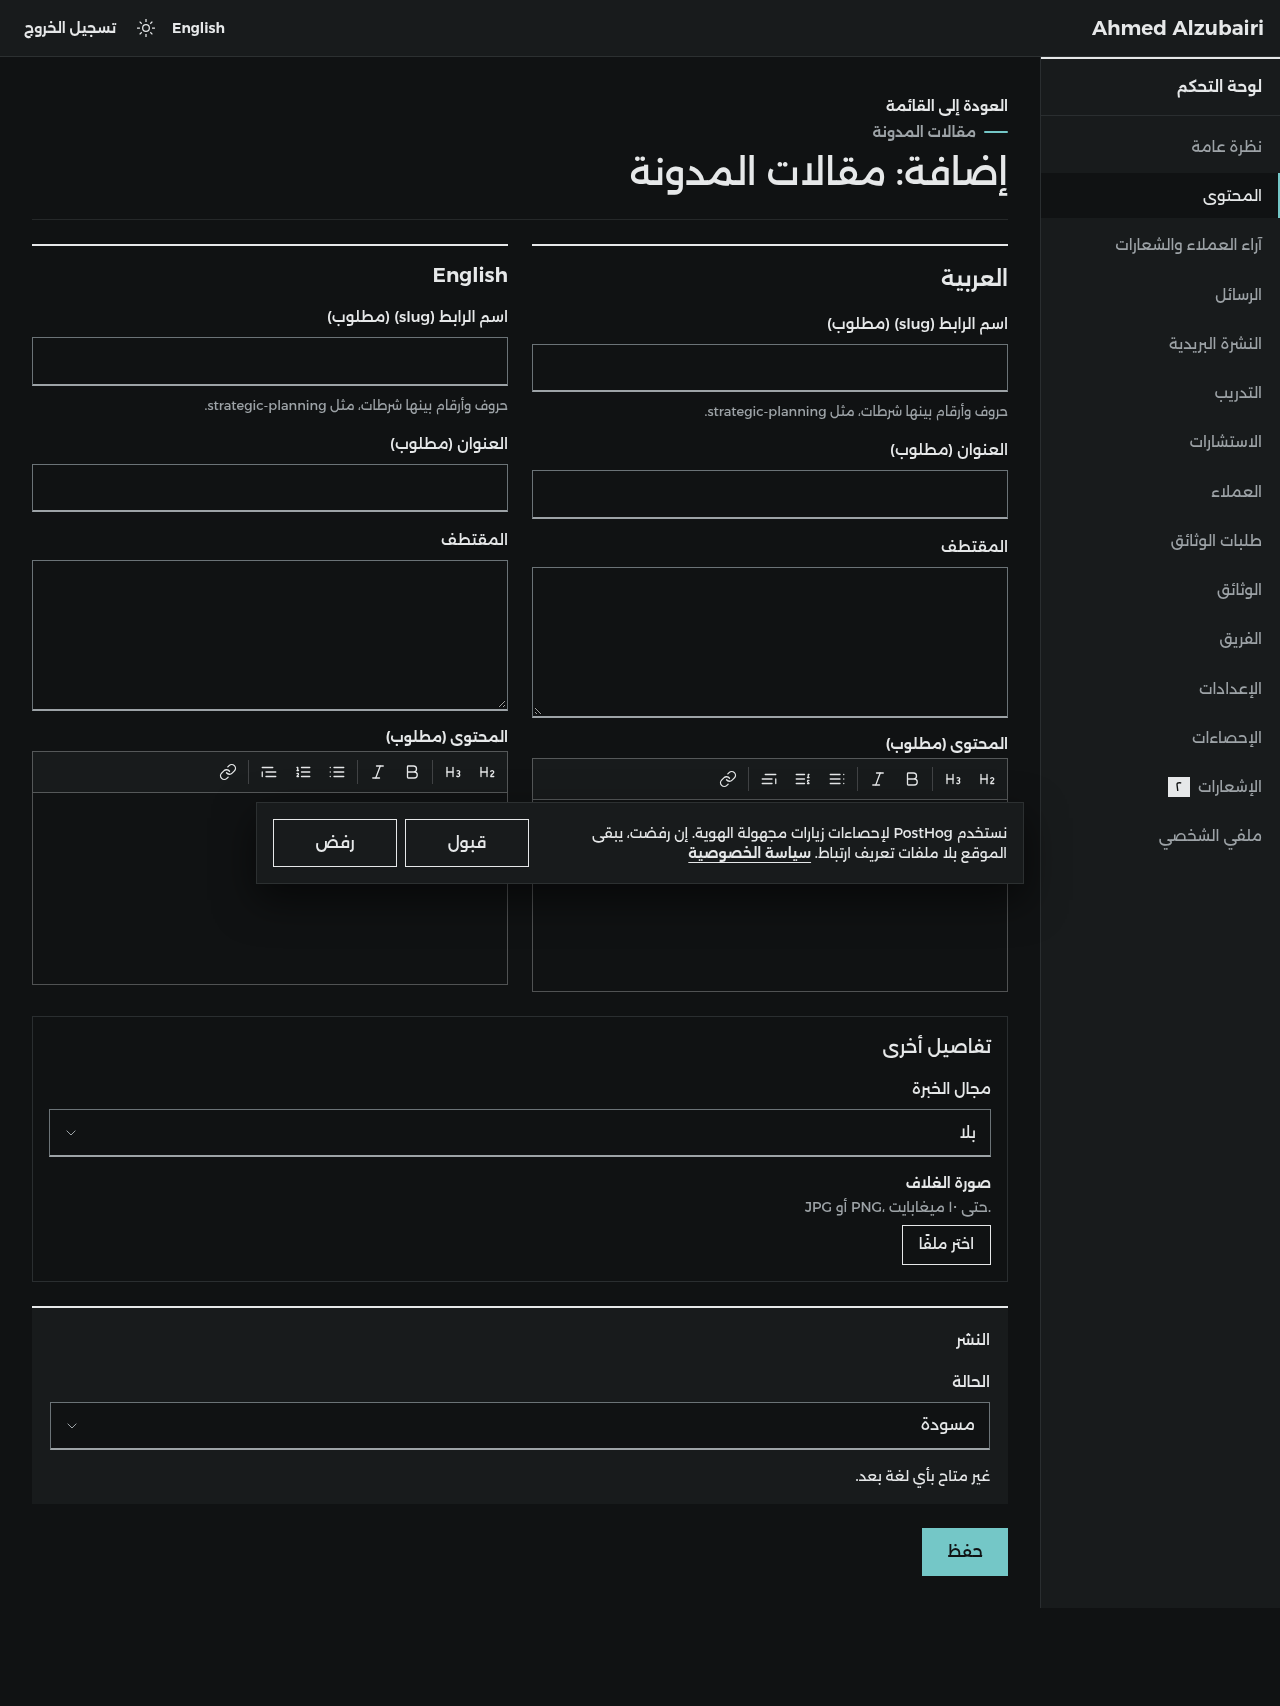 Ahmed Alzubairi
English
تسجيل الخروج
لوحة التحكم
نظرة عامة
المحتوى
آراء العملاء والشعارات
الرسائل
النشرة البريدية
التدريب
الاستشارات
العملاء
طلبات الوثائق
الوثائق
الفريق
الإعدادات
الإحصاءات
الإشعارات ٢
ملفي الشخصي
العودة إلى القائمة
مقالات المدونة
إضافة: مقالات المدونة
العربية
اسم الرابط (slug) (مطلوب)
حروف وأرقام بينها شرطات، مثل strategic-planning.
العنوان (مطلوب)
المقتطف
المحتوى (مطلوب)
H2 H3 B I
English
اسم الرابط (slug) (مطلوب)
حروف وأرقام بينها شرطات، مثل strategic-planning.
العنوان (مطلوب)
المقتطف
المحتوى (مطلوب)
H2 H3 B I
نستخدم PostHog لإحصاءات زيارات مجهولة الهوية. إن رفضت، يبقى
الموقع بلا ملفات تعريف ارتباط. سياسة الخصوصية
قبول
رفض
تفاصيل أخرى
مجال الخبرة
بلا
صورة الغلاف
JPG أو PNG، حتى ١٠ ميغابايت.
اختر ملفًا
النشر
الحالة
مسودة
غير متاح بأي لغة بعد.
حفظ